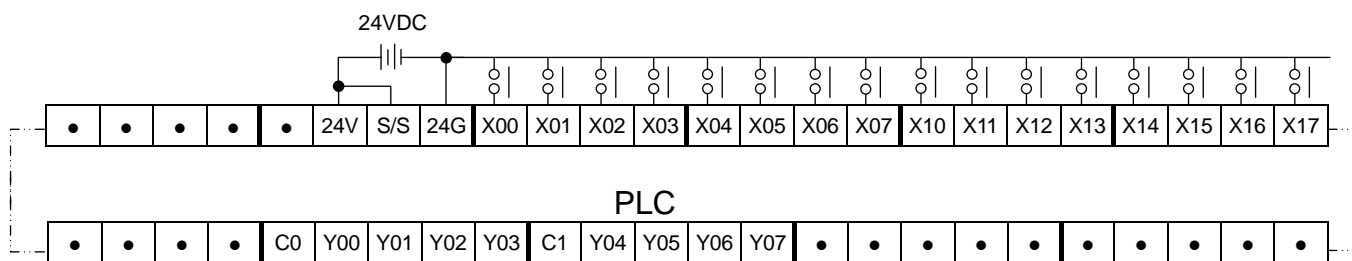 24VDC
• • • • • 24V S/S 24G X00 X01 X02 X03 X04 X05 X06 X07 X10 X11 X12 X13 X14 X15 X16 X17
PLC
• • • • C0 Y00 Y01 Y02 Y03 C1 Y04 Y05 Y06 Y07 • • • • • • • • • •